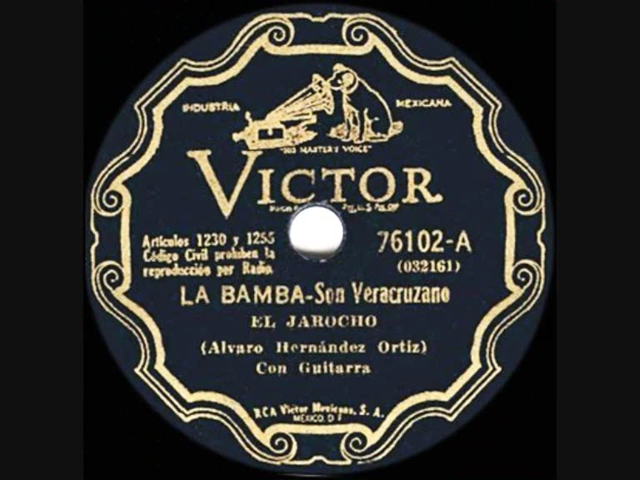 INDUSTRIA MEXICANA
"HIS MASTER'S VOICE"
VICTOR
Artículos 1230 y 1255
Código Civil prohiben la
reproducción por Radio.
76102-A
(032161)
LA BAMBA-Son Veracruzano
EL JAROCHO
(Alvaro Hernández Ortiz)
Con Guitarra
RCA Victor Mexicana, S. A.
MEXICO, D F